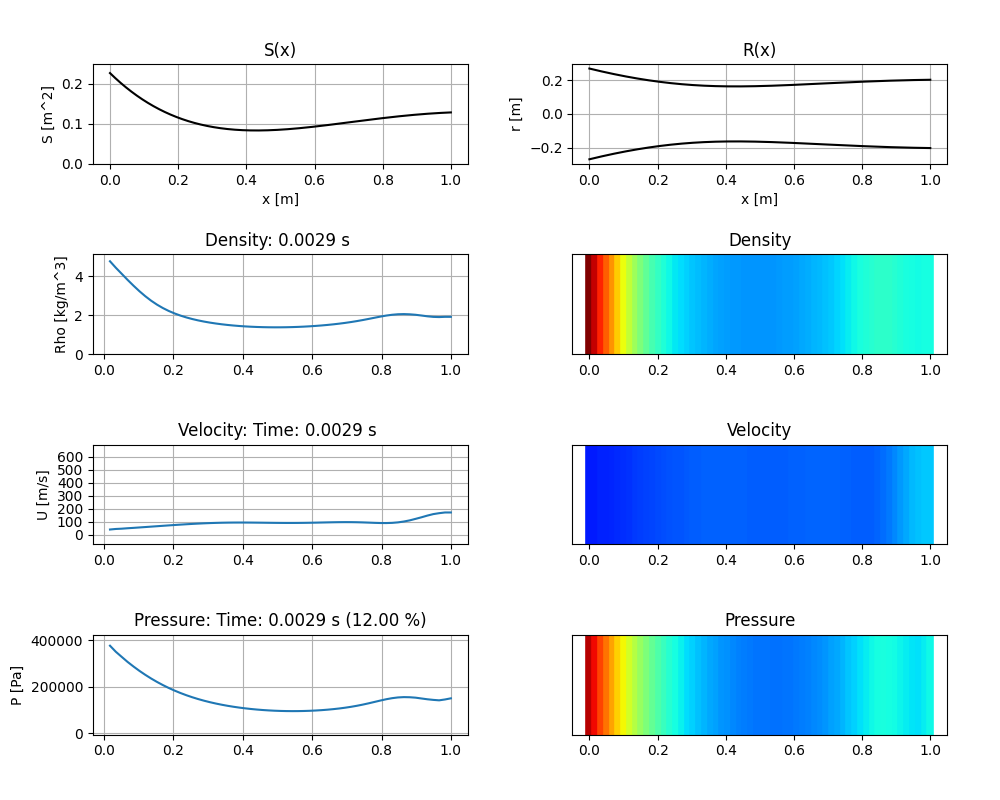 S(x)
S [m^2]
0.2
0.1
0.0
0.0 0.2 0.4 0.6 0.8 1.0
x [m]
R(x)
r [m]
0.2
0.0
−0.2
0.0 0.2 0.4 0.6 0.8 1.0
x [m]
Density: 0.0029 s
Rho [kg/m^3]
4
2
0
0.0 0.2 0.4 0.6 0.8 1.0
Density
0.0 0.2 0.4 0.6 0.8 1.0
Velocity: Time: 0.0029 s
U [m/s]
600
500
400
300
200
100
0
0.0 0.2 0.4 0.6 0.8 1.0
Velocity
0.0 0.2 0.4 0.6 0.8 1.0
Pressure: Time: 0.0029 s (12.00 %)
P [Pa]
400000
200000
0
0.0 0.2 0.4 0.6 0.8 1.0
Pressure
0.0 0.2 0.4 0.6 0.8 1.0